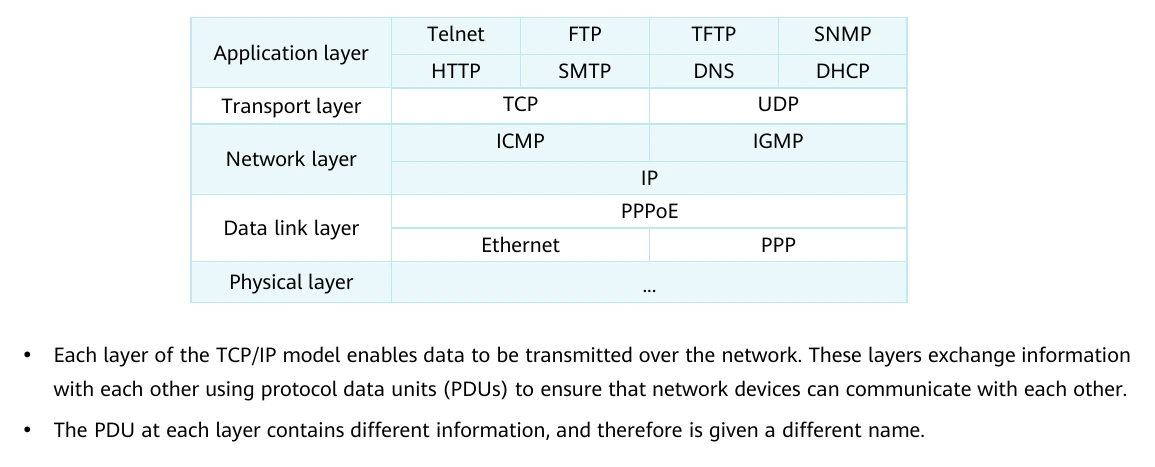 Application layer
Telnet FTP TFTP SNMP
HTTP SMTP DNS DHCP
Transport layer
TCP UDP
Network layer
ICMP IGMP
IP
Data link layer
PPPoE
Ethernet PPP
Physical layer
...
• Each layer of the TCP/IP model enables data to be transmitted over the network. These layers exchange information
with each other using protocol data units (PDUs) to ensure that network devices can communicate with each other.
• The PDU at each layer contains different information, and therefore is given a different name.